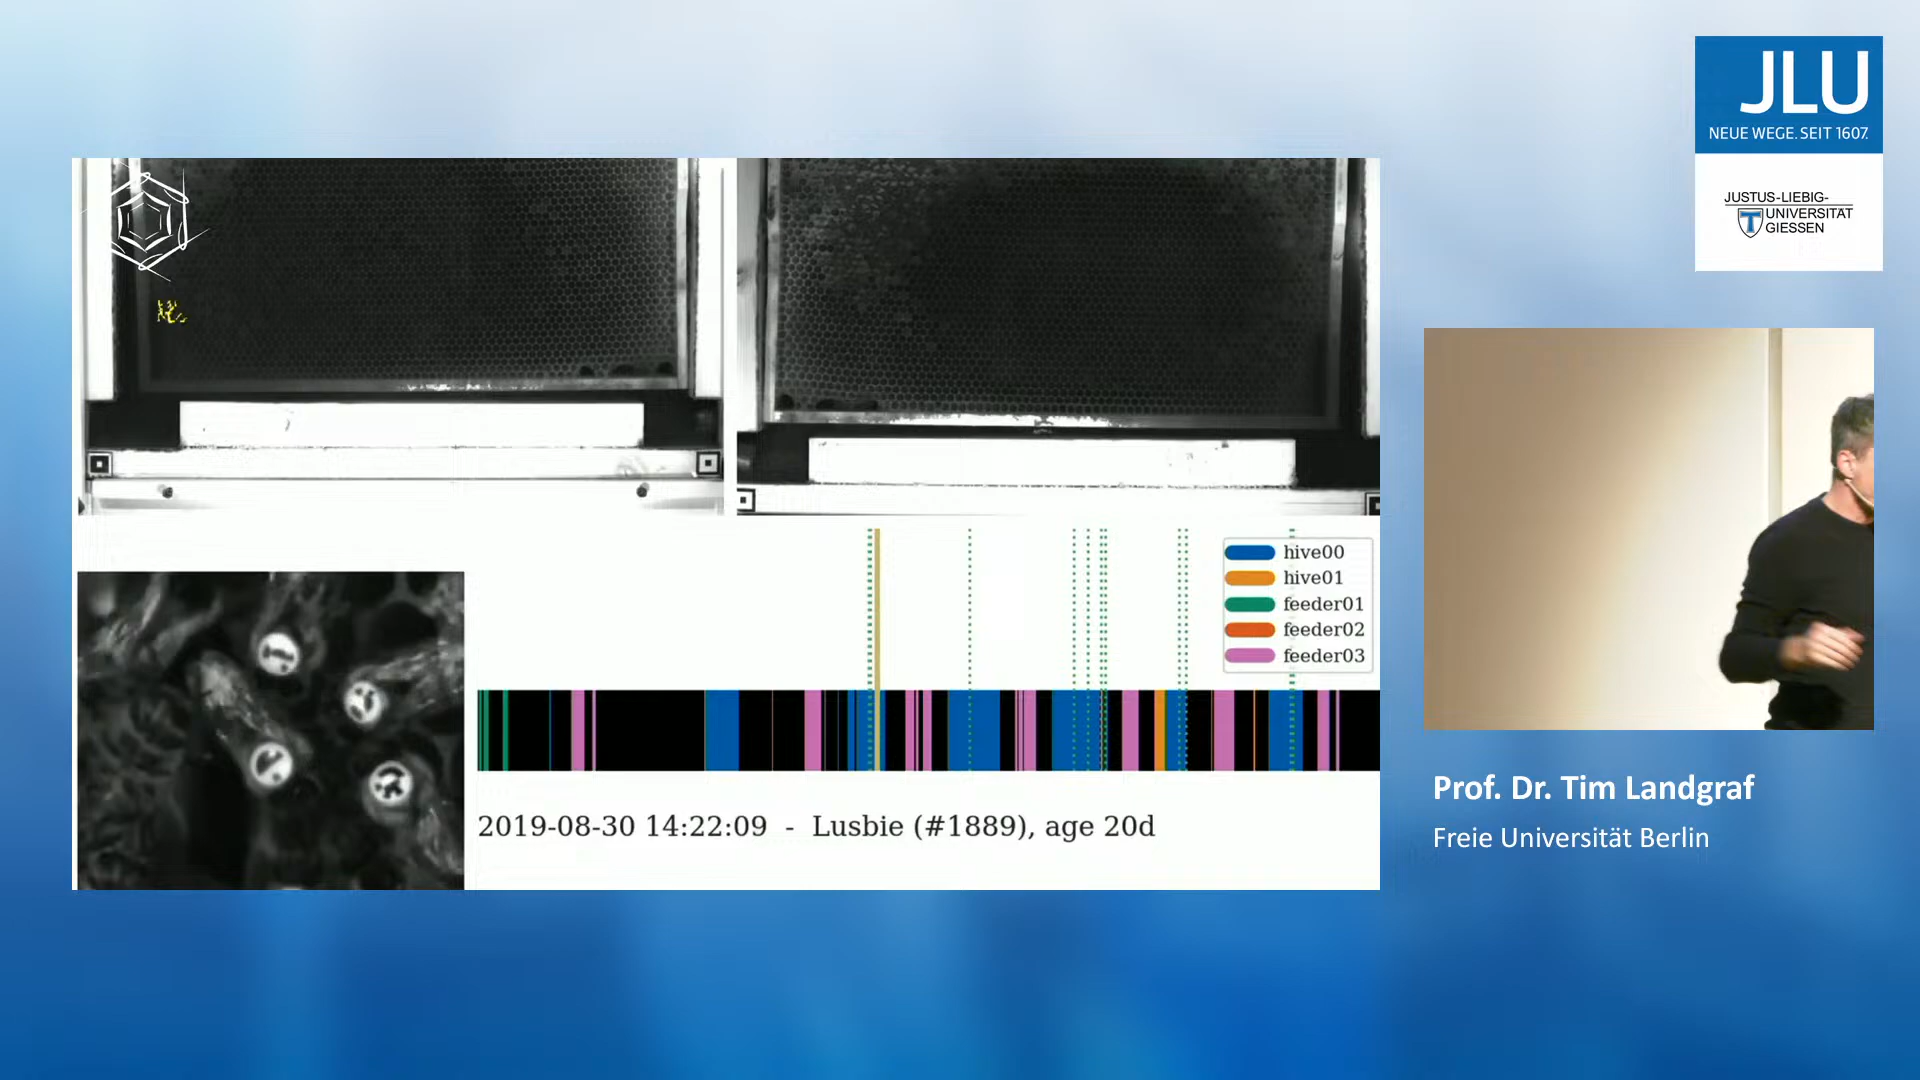 JLU
NEUE WEGE. SEIT 1607.
JUSTUS-LIEBIG-
UNIVERSITÄT
GIESSEN
hive00
hive01
feeder01
feeder02
feeder03
2019-08-30 14:22:09 - Lusbie (#1889), age 20d
Prof. Dr. Tim Landgraf
Freie Universität Berlin